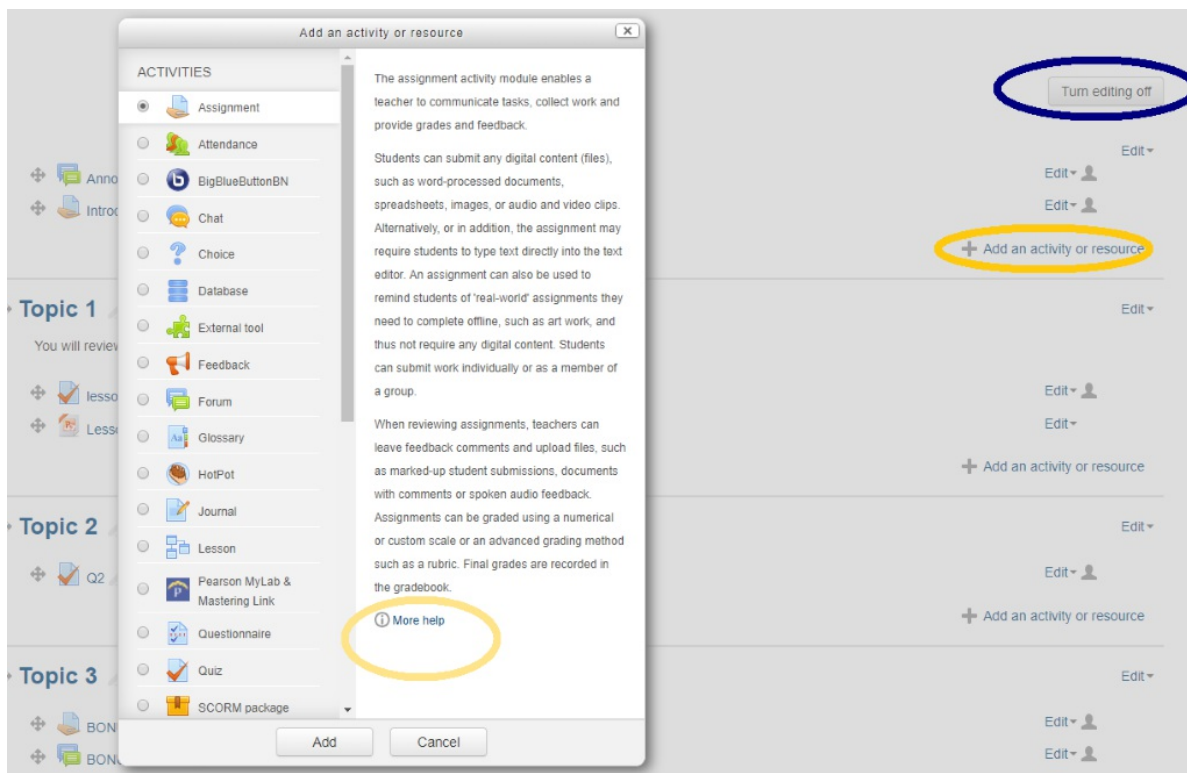 Add an activity or resource
ACTIVITIES
Assignment
Attendance
BigBlueButtonBN
Chat
Choice
Database
External tool
Feedback
Forum
Glossary
HotPot
Journal
Lesson
Pearson MyLab &
Mastering Link
Questionnaire
Quiz
SCORM package
The assignment activity module enables a
teacher to communicate tasks, collect work and
provide grades and feedback.
Students can submit any digital content (files),
such as word-processed documents,
spreadsheets, images, or audio and video clips.
Alternatively, or in addition, the assignment may
require students to type text directly into the text
editor. An assignment can also be used to
remind students of 'real-world' assignments they
need to complete offline, such as art work, and
thus not require any digital content. Students
can submit work individually or as a member of
a group.
When reviewing assignments, teachers can
leave feedback comments and upload files, such
as marked-up student submissions, documents
with comments or spoken audio feedback.
Assignments can be graded using a numerical
or custom scale or an advanced grading method
such as a rubric. Final grades are recorded in
the gradebook.
More help
Add
Cancel
Turn editing off
Edit
Anno
Edit
Introd
Edit
Add an activity or resource
Topic 1
Edit
You will review
lesso
Edit
Lesso
Edit
Add an activity or resource
Topic 2
Edit
Q2
Edit
Add an activity or resource
Topic 3
Edit
BON
Edit
BON
Edit